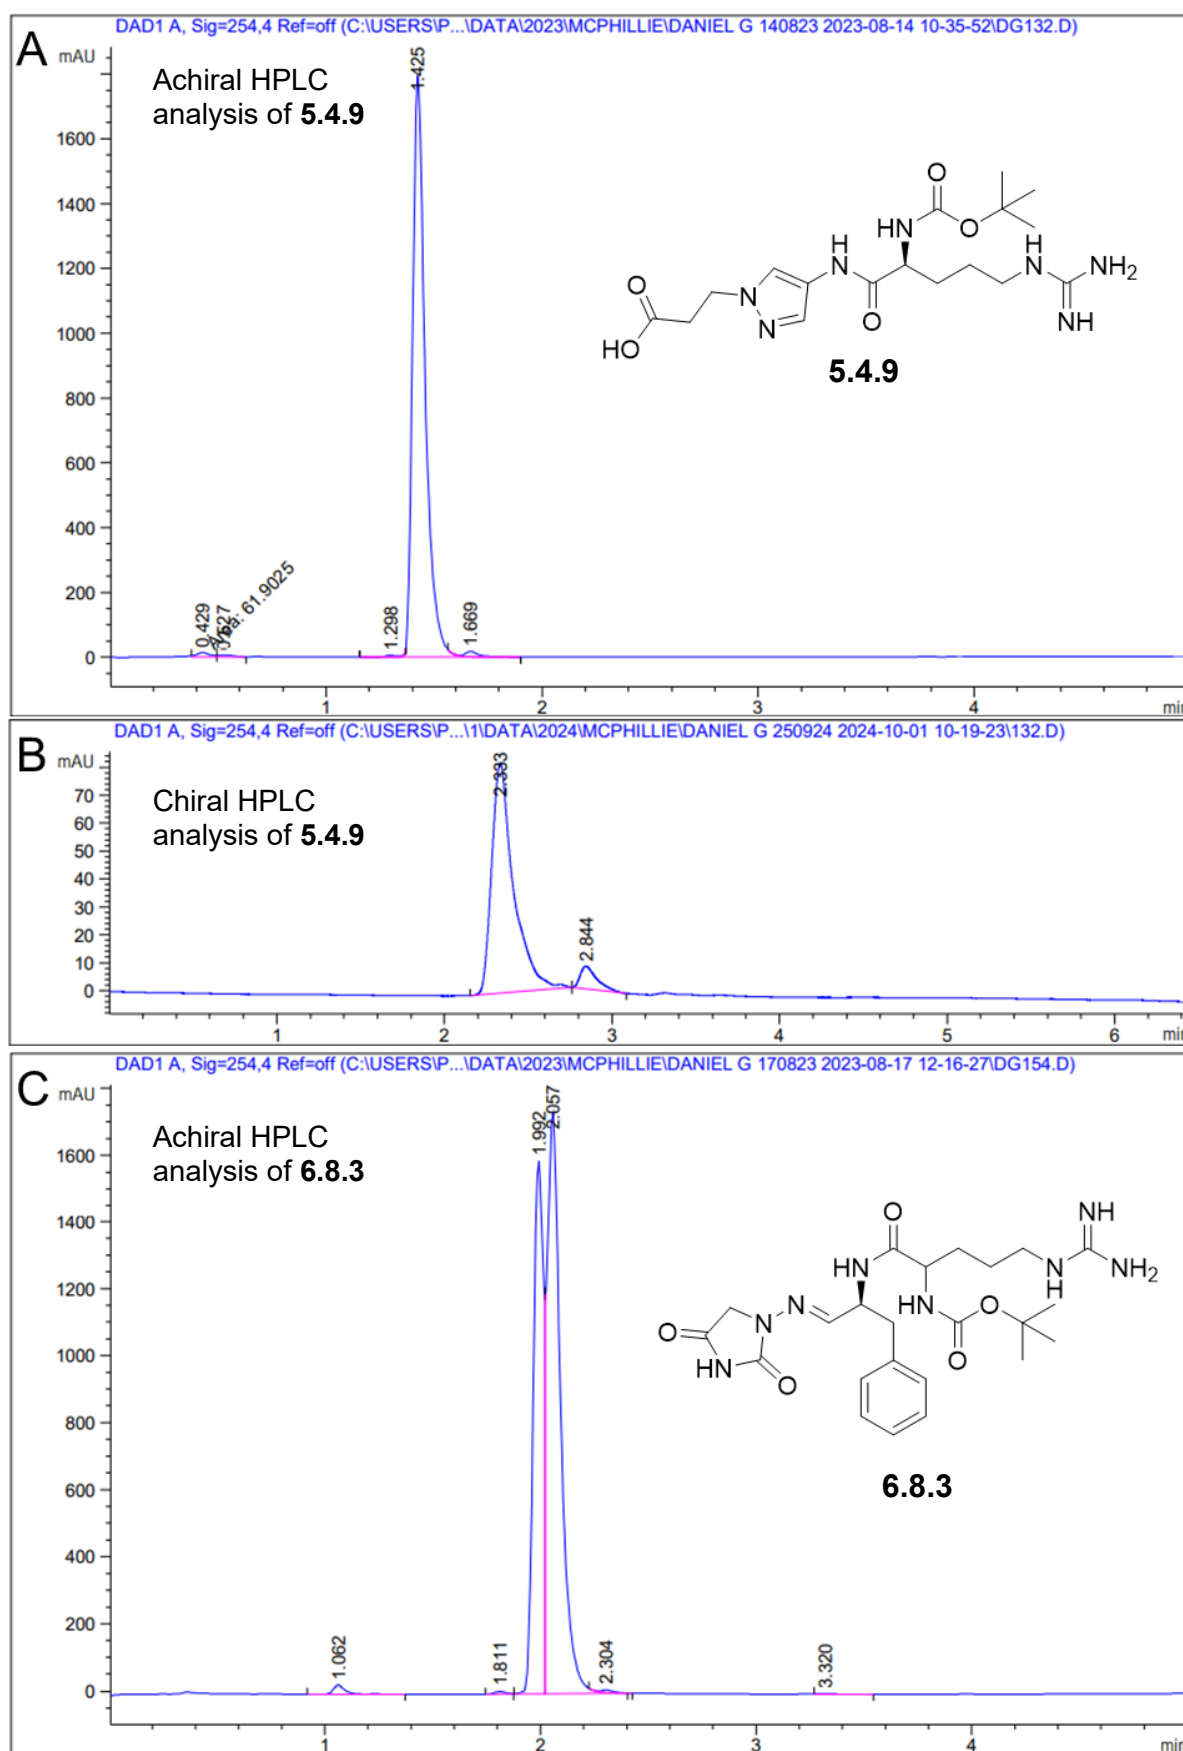 A
DAD1 A, Sig=254,4 Ref=off (C:\USERS\P...\DATA\2023\MCPHILLIE\DANIEL G 140823 2023-08-14 10-35-52\DG132.D)
mAU
Achiral HPLC
analysis of 5.4.9
1.425
1600
1400
1200
1000
800
600
400
200
0
0.429
Area: 61.9025
1.298
1.669
O
O
HN
H
N
O
N
N
O
HO
H
N
NH2
NH
5.4.9
1
2
3
4
min
B
DAD1 A, Sig=254,4 Ref=off (C:\USERS\P...\1\DATA\2024\MCPHILLIE\DANIEL G 250924 2024-10-01 10-19-23\132.D)
mAU
Chiral HPLC
analysis of 5.4.9
2.333
2.844
70
60
50
40
30
20
10
0
1
2
3
4
5
6
min
C
DAD1 A, Sig=254,4 Ref=off (C:\USERS\P...\DATA\2023\MCPHILLIE\DANIEL G 170823 2023-08-17 12-16-27\DG154.D)
mAU
Achiral HPLC
analysis of 6.8.3
1.992
2.057
1600
1400
1200
1000
800
600
400
200
0
1.062
1.811
2.304
3.320
O
NH
HN
N
H
NH2
HN
O
O
N
N
O
HN
O
6.8.3
1
2
3
4
min